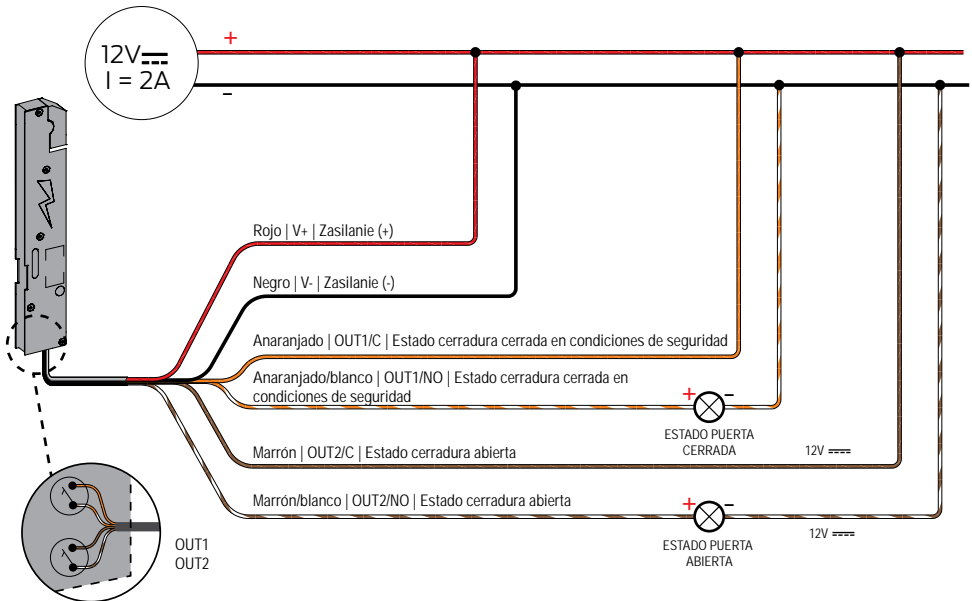 12V
I = 2A
+
–
Rojo | V+ | Zasilanie (+)
Negro | V- | Zasilanie (-)
Anaranjado | OUT1/C | Estado cerradura cerrada en condiciones de seguridad
Anaranjado/blanco | OUT1/NO | Estado cerradura cerrada en
condiciones de seguridad
+ –
ESTADO PUERTA
CERRADA
Marrón | OUT2/C | Estado cerradura abierta
12V
Marrón/blanco | OUT2/NO | Estado cerradura abierta
+ –
ESTADO PUERTA
ABIERTA
12V
OUT1
OUT2